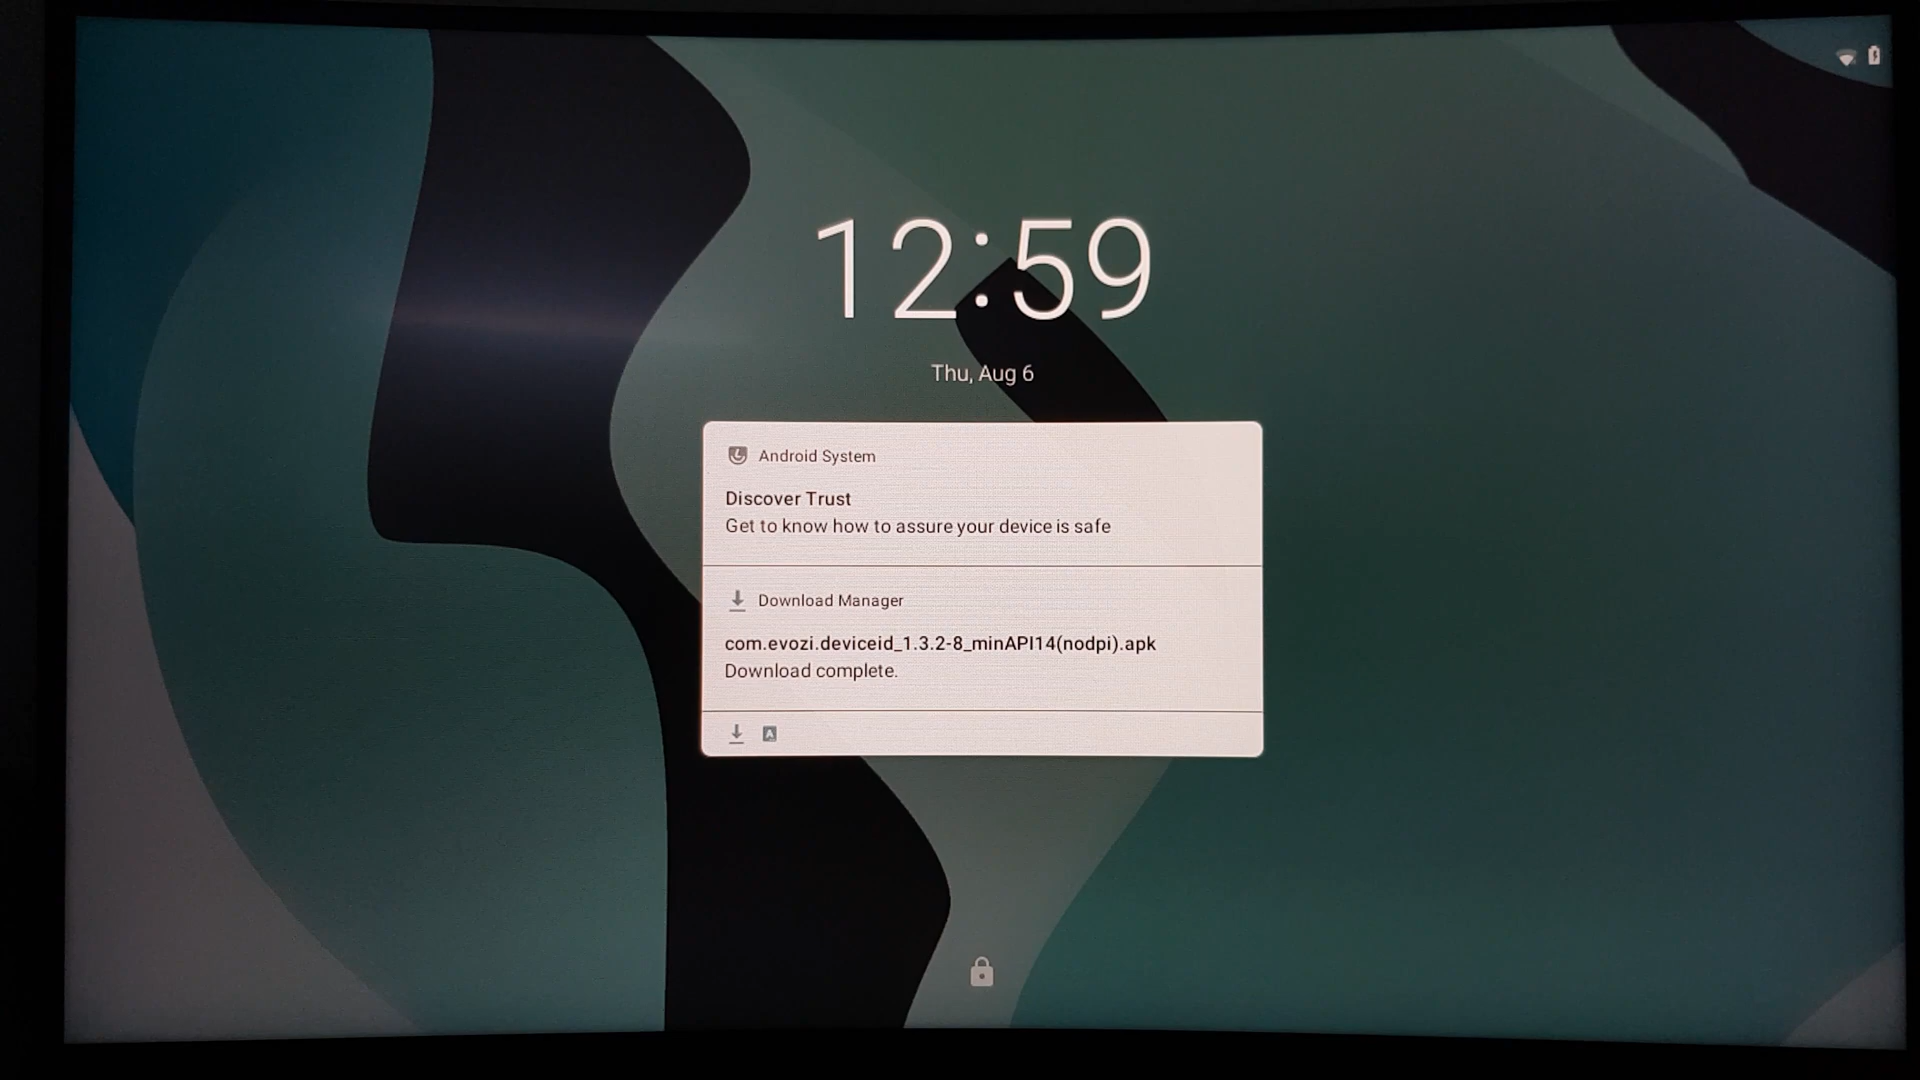 12:59
Thu, Aug 6
Android System
Discover Trust
Get to know how to assure your device is safe
Download Manager
com.evozi.deviceid_1.3.2-8_minAPI14(nodpi).apk
Download complete.
A